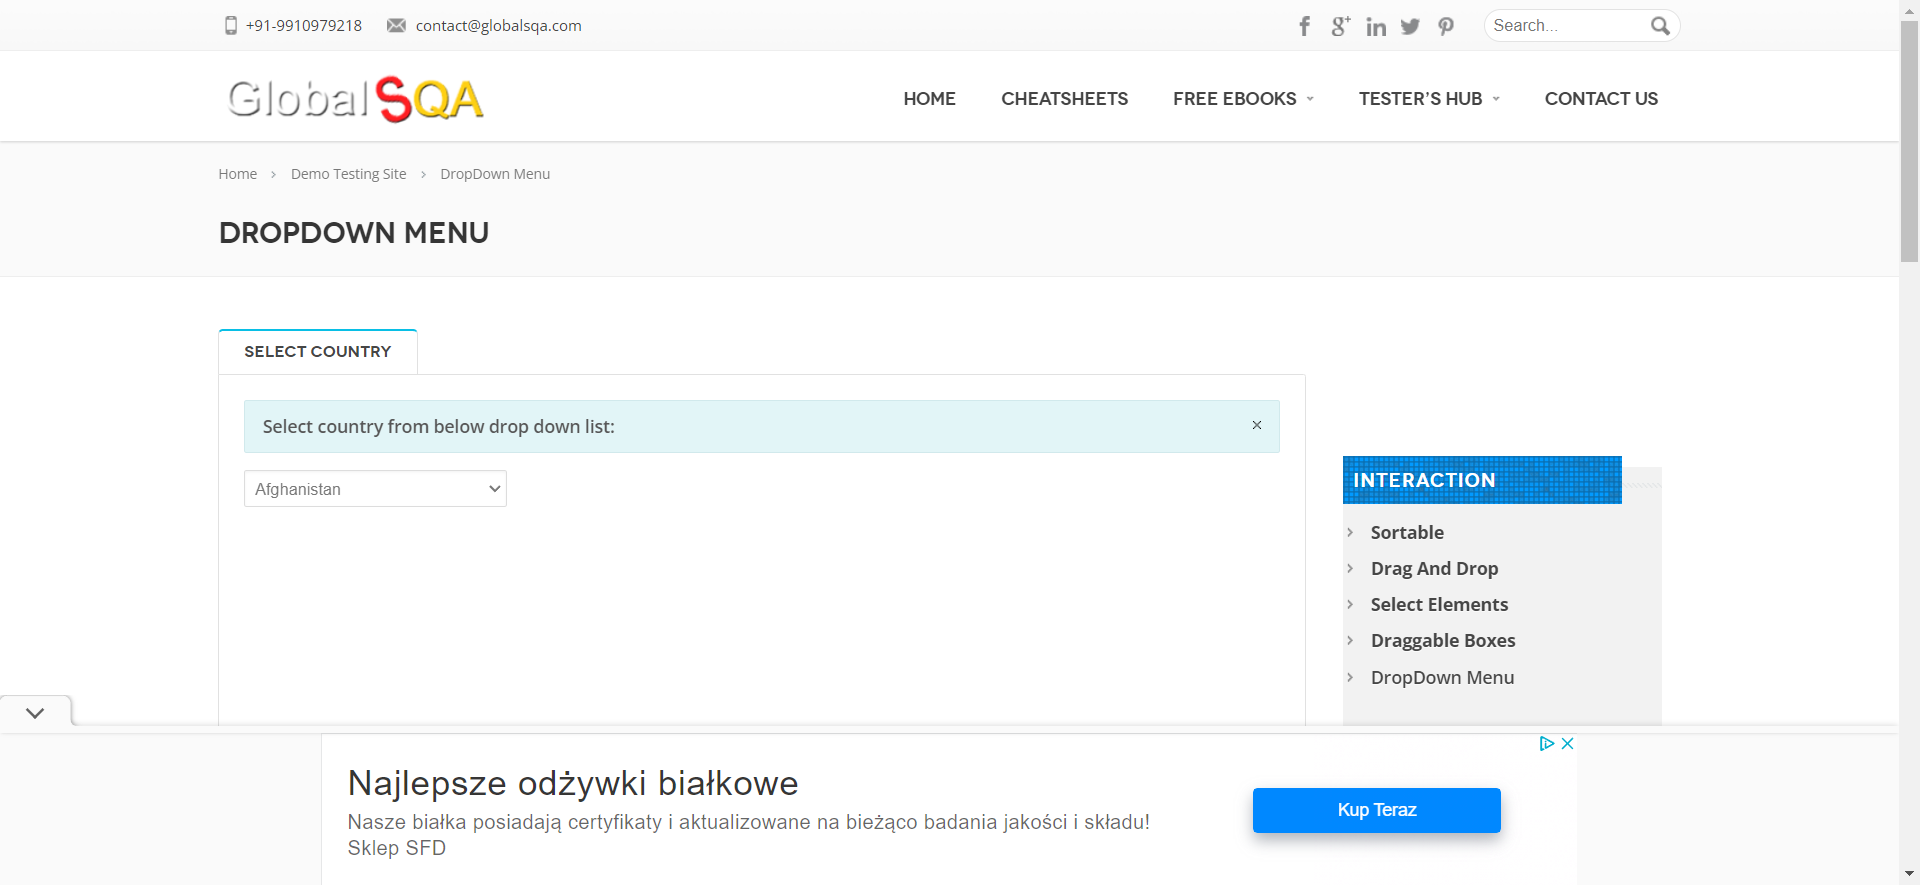 +91-9910979218 contact@globalsqa.com Search...
GlobalSQA HOME CHEATSHEETS FREE EBOOKS TESTER'S HUB CONTACT US
Home > Demo Testing Site > DropDown Menu
DROPDOWN MENU
SELECT COUNTRY
Select country from below drop down list: ×
Afghanistan
INTERACTION
Sortable
Drag And Drop
Select Elements
Draggable Boxes
DropDown Menu
Najlepsze odżywki białkowe
Nasze białka posiadają certyfikaty i aktualizowane na bieżąco badania jakości i składu!
Sklep SFD
Kup Teraz